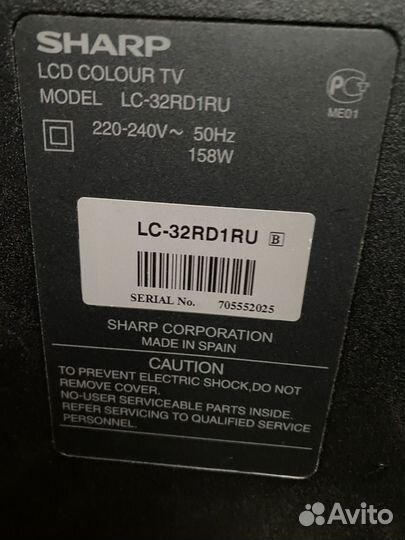 SHARP
LCD COLOUR TV
MODEL LC-32RD1RU
220-240V~ 50Hz
158W
ME01
LC-32RD1RU B
SERIAL No. 705552025
SHARP CORPORATION
MADE IN SPAIN
CAUTION
TO PREVENT ELECTRIC SHOCK,DO NOT
REMOVE COVER.
NO-USER SERVICEABLE PARTS INSIDE.
REFER SERVICING TO QUALIFIED SERVICE
PERSONNEL.
Avito